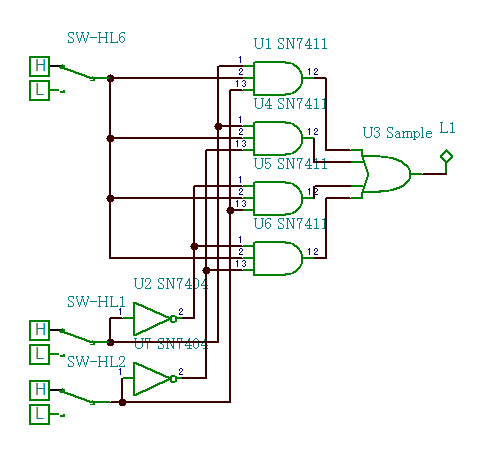 SW-HL6
H
L
U1 SN7411
1
2
13
12
U4 SN7411
1
2
13
12
U3 Sample
L1
U5 SN7411
1
2
13
12
U6 SN7411
1
2
13
12
U2 SN7404
1
2
SW-HL1
H
L
U7 SN7404
1
2
SW-HL2
H
L